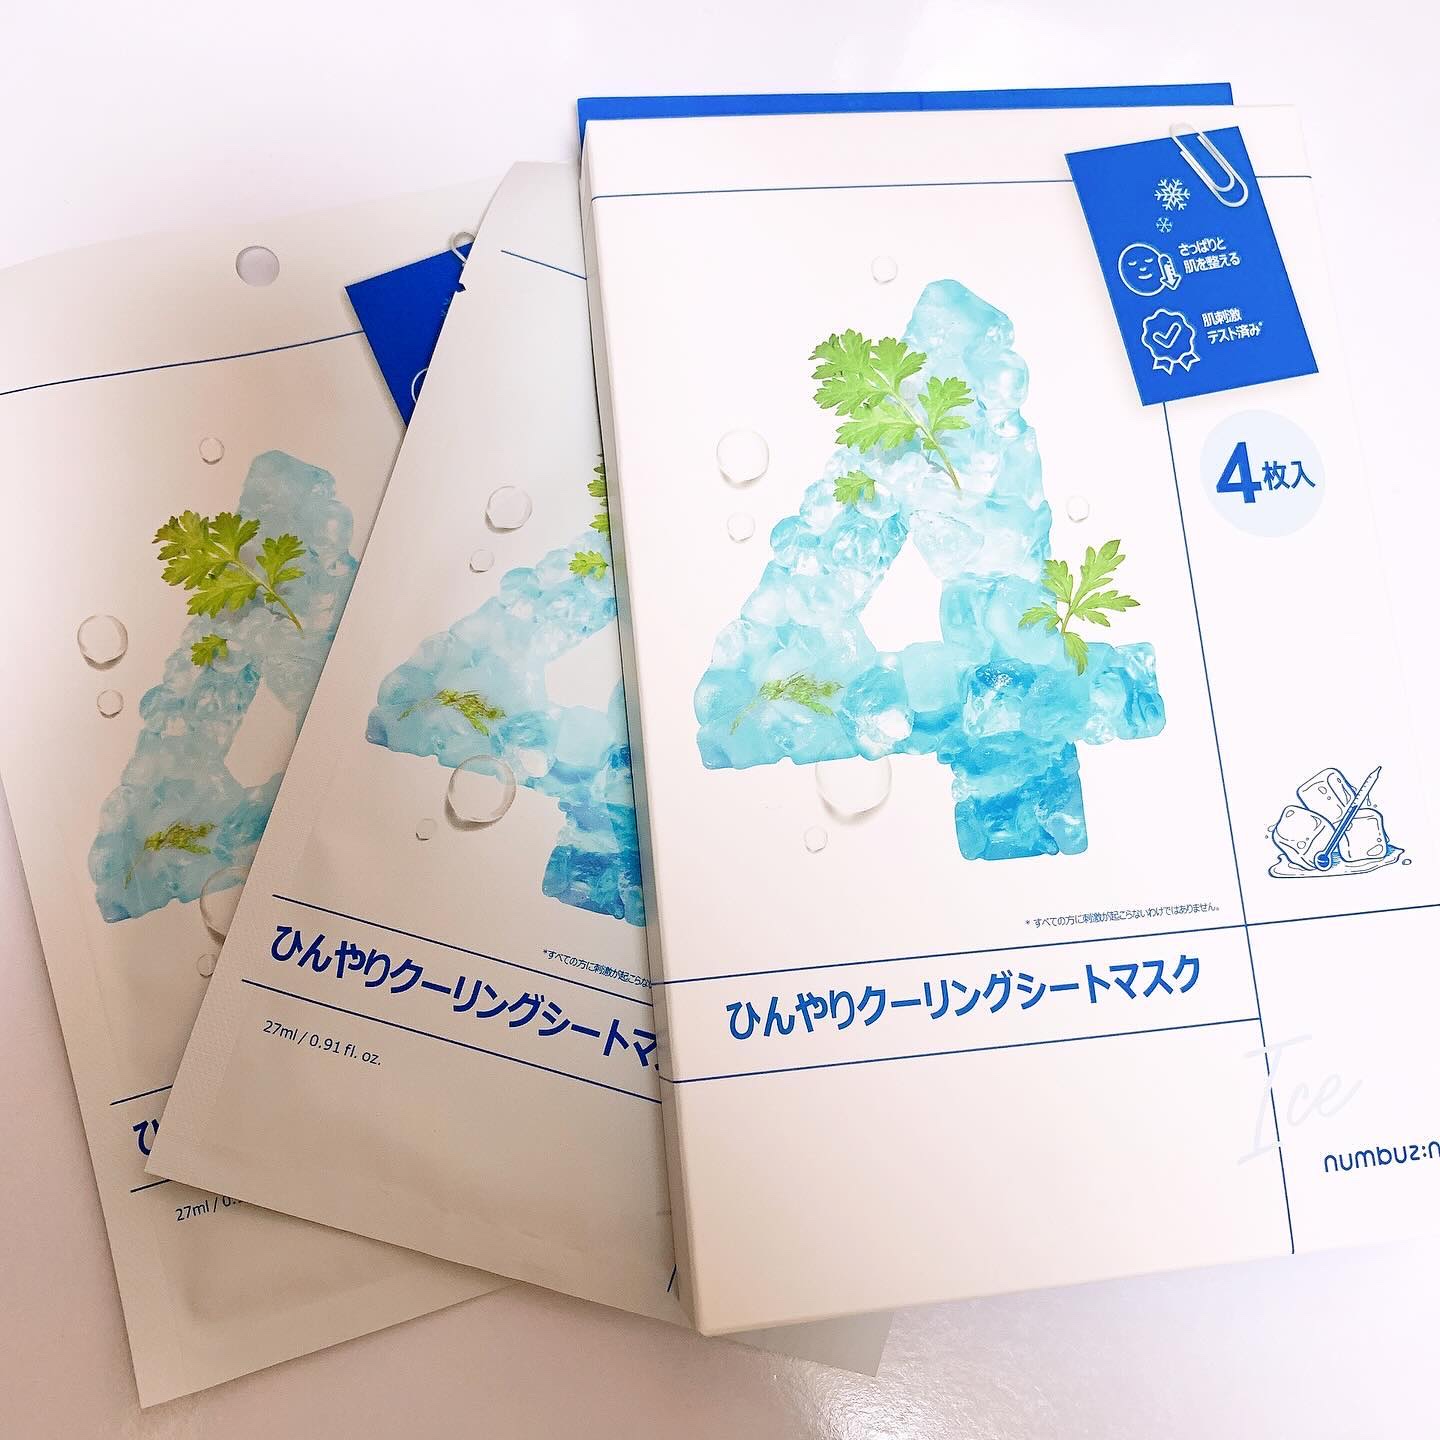 さっぱりと
肌を整える
肌刺激
テスト済み*
4枚入
* すべての方に刺激が起こらないわけではありません。
ひんやりクーリングシートマスク
Ice
numbuz:n
*すべての方に刺激が起こらない
ひんやりクーリングシートマ
27ml / 0.91 fl. oz.
ひ
27ml / 0.